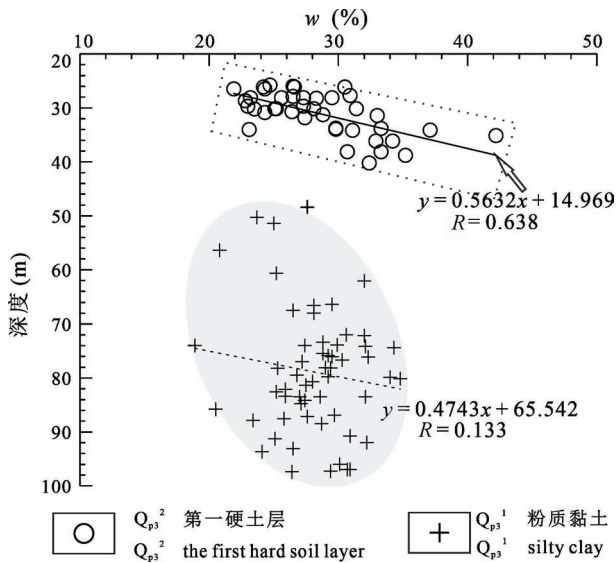 w (%)
10 20 30 40 50
20
30
40
50
60
70
80
90
100
深度 (m)
y = 0.5632x + 14.969
R = 0.638
y = 0.4743x + 65.542
R = 0.133
Qp3² 第一硬土层
Qp3² the first hard soil layer
Qp3¹ 粉质黏土
Qp3¹ silty clay